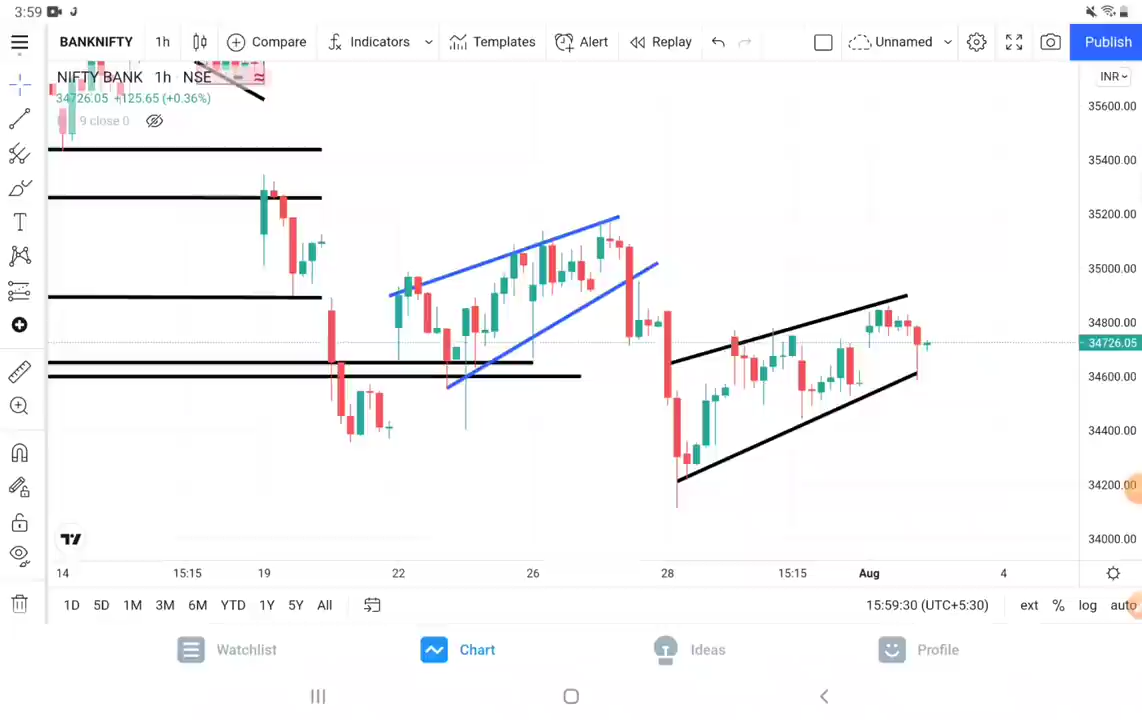 3:59
BANKNIFTY 1h Compare Indicators Templates Alert Replay Unnamed Publish
NIFTY BANK 1h NSE
INR
34726.05 +125.65 (+0.36%)
9 close 0
35600.00
35400.00
35200.00
35000.00
34800.00
34726.05
34600.00
34400.00
34200.00
34000.00
14 15:15 19 22 26 28 15:15 Aug 4
1D 5D 1M 3M 6M YTD 1Y 5Y All 15:59:30 (UTC+5:30) ext % log auto
Watchlist Chart Ideas Profile